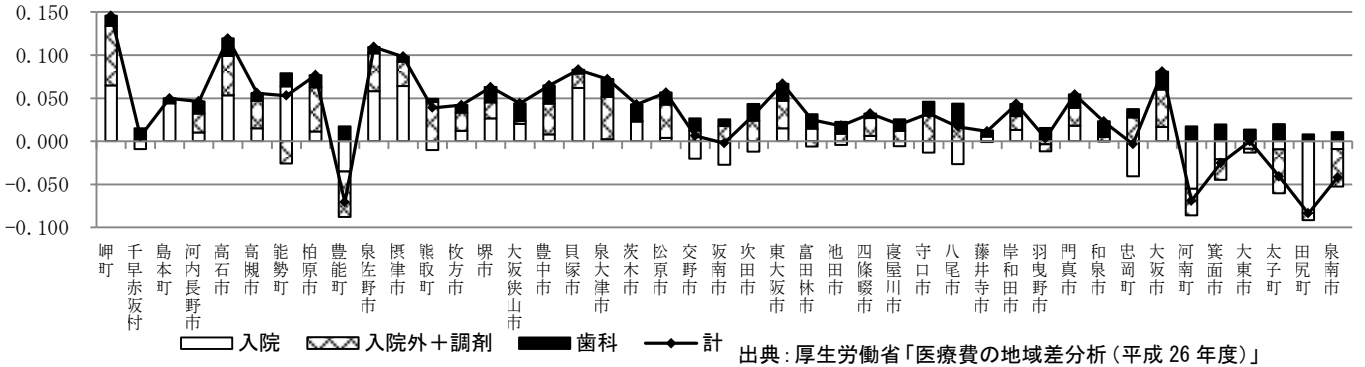 0.150
0.100
0.050
0.000
-0.050
-0.100
岬町
千早赤阪村
島本町
河内長野市
高石市
高槻市
能勢町
柏原市
豊能町
泉佐野市
摂津市
熊取町
枚方市
堺市
大阪狭山市
豊中市
貝塚市
泉大津市
茨木市
松原市
交野市
阪南市
吹田市
東大阪市
富田林市
池田市
四條畷市
寝屋川市
守口市
八尾市
藤井寺市
岸和田市
羽曳野市
門真市
和泉市
忠岡町
大阪市
河南町
箕面市
大東市
太子町
田尻町
泉南市
入院 入院外＋調剤 歯科 計
出典：厚生労働省「医療費の地域差分析（平成 26 年度）」